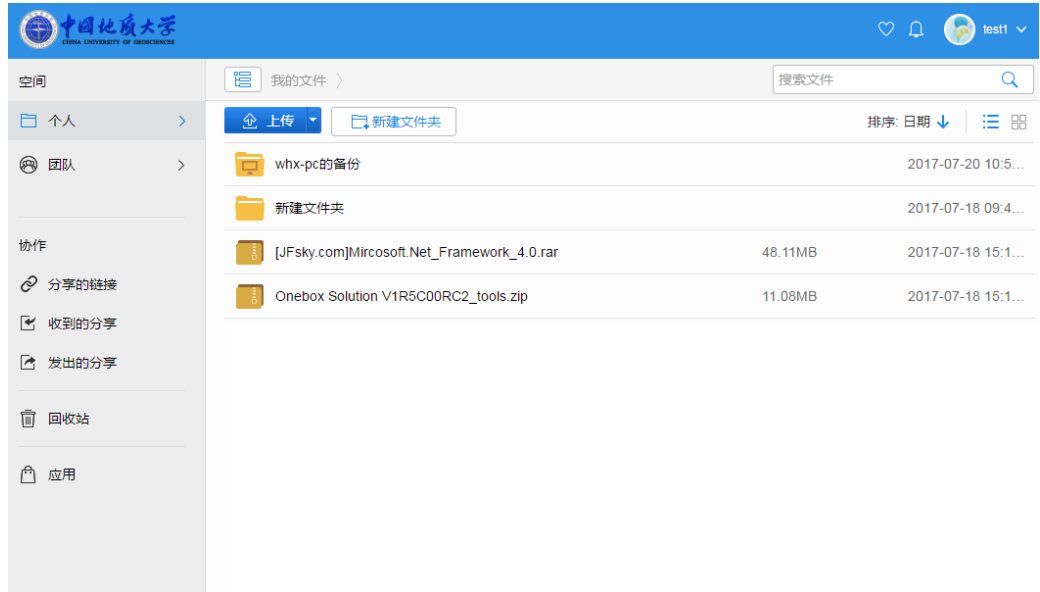 中国地质大学
CHINA UNIVERSITY OF GEOSCIENCES
test1
空间
个人
团队
协作
分享的链接
收到的分享
发出的分享
回收站
应用
我的文件
搜索文件
上传
新建文件夹
排序: 日期
whx-pc的备份 2017-07-20 10:5...
新建文件夹 2017-07-18 09:4...
[JFsky.com]Mircosoft.Net_Framework_4.0.rar 48.11MB 2017-07-18 15:1...
Onebox Solution V1R5C00RC2_tools.zip 11.08MB 2017-07-18 15:1...